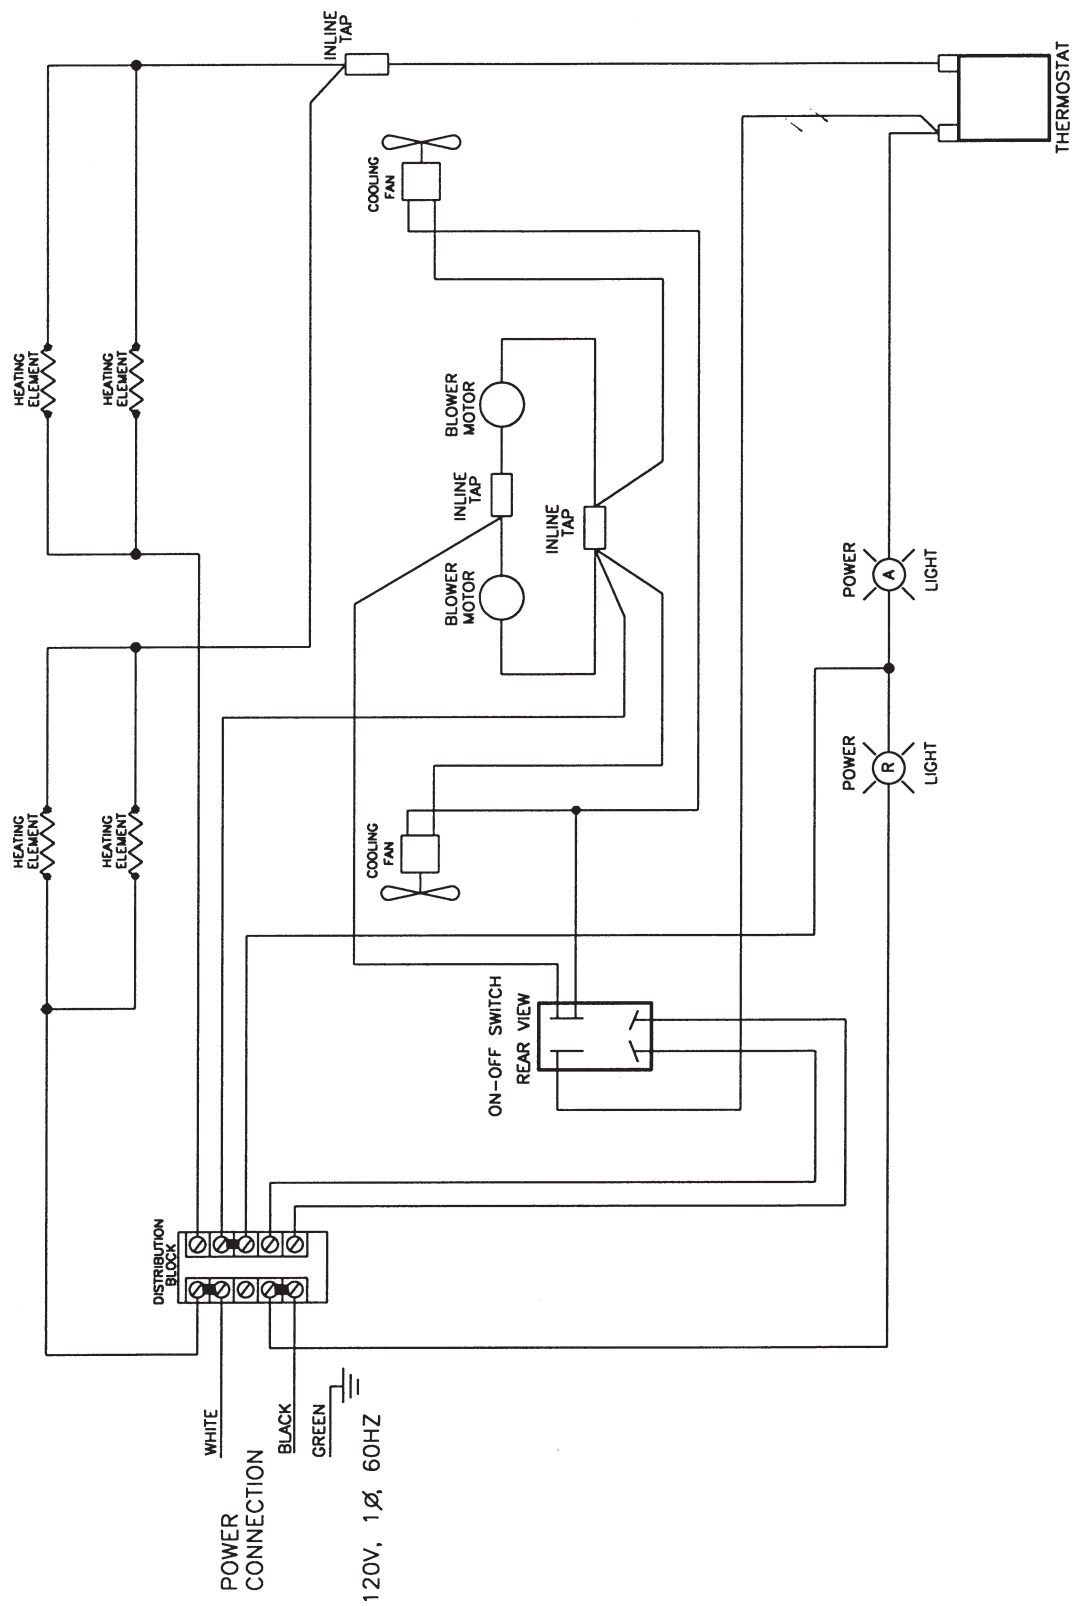 INLINE
TAP
THERMOSTAT
COOLING
FAN
HEATING
ELEMENT
HEATING
ELEMENT
BLOWER
MOTOR
INLINE
TAP
INLINE
TAP
BLOWER
MOTOR
POWER
A
LIGHT
POWER
R
LIGHT
HEATING
ELEMENT
HEATING
ELEMENT
COOLING
FAN
ON-OFF SWITCH
REAR VIEW
DISTRIBUTION
BLOCK
WHITE
BLACK
GREEN
POWER
CONNECTION
120V, 1Ø, 60HZ